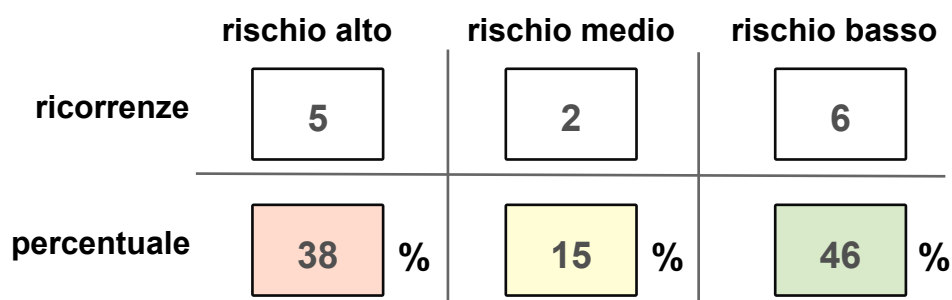 rischio alto rischio medio rischio basso
ricorrenze 5 2 6
percentuale 38 % 15 % 46 %